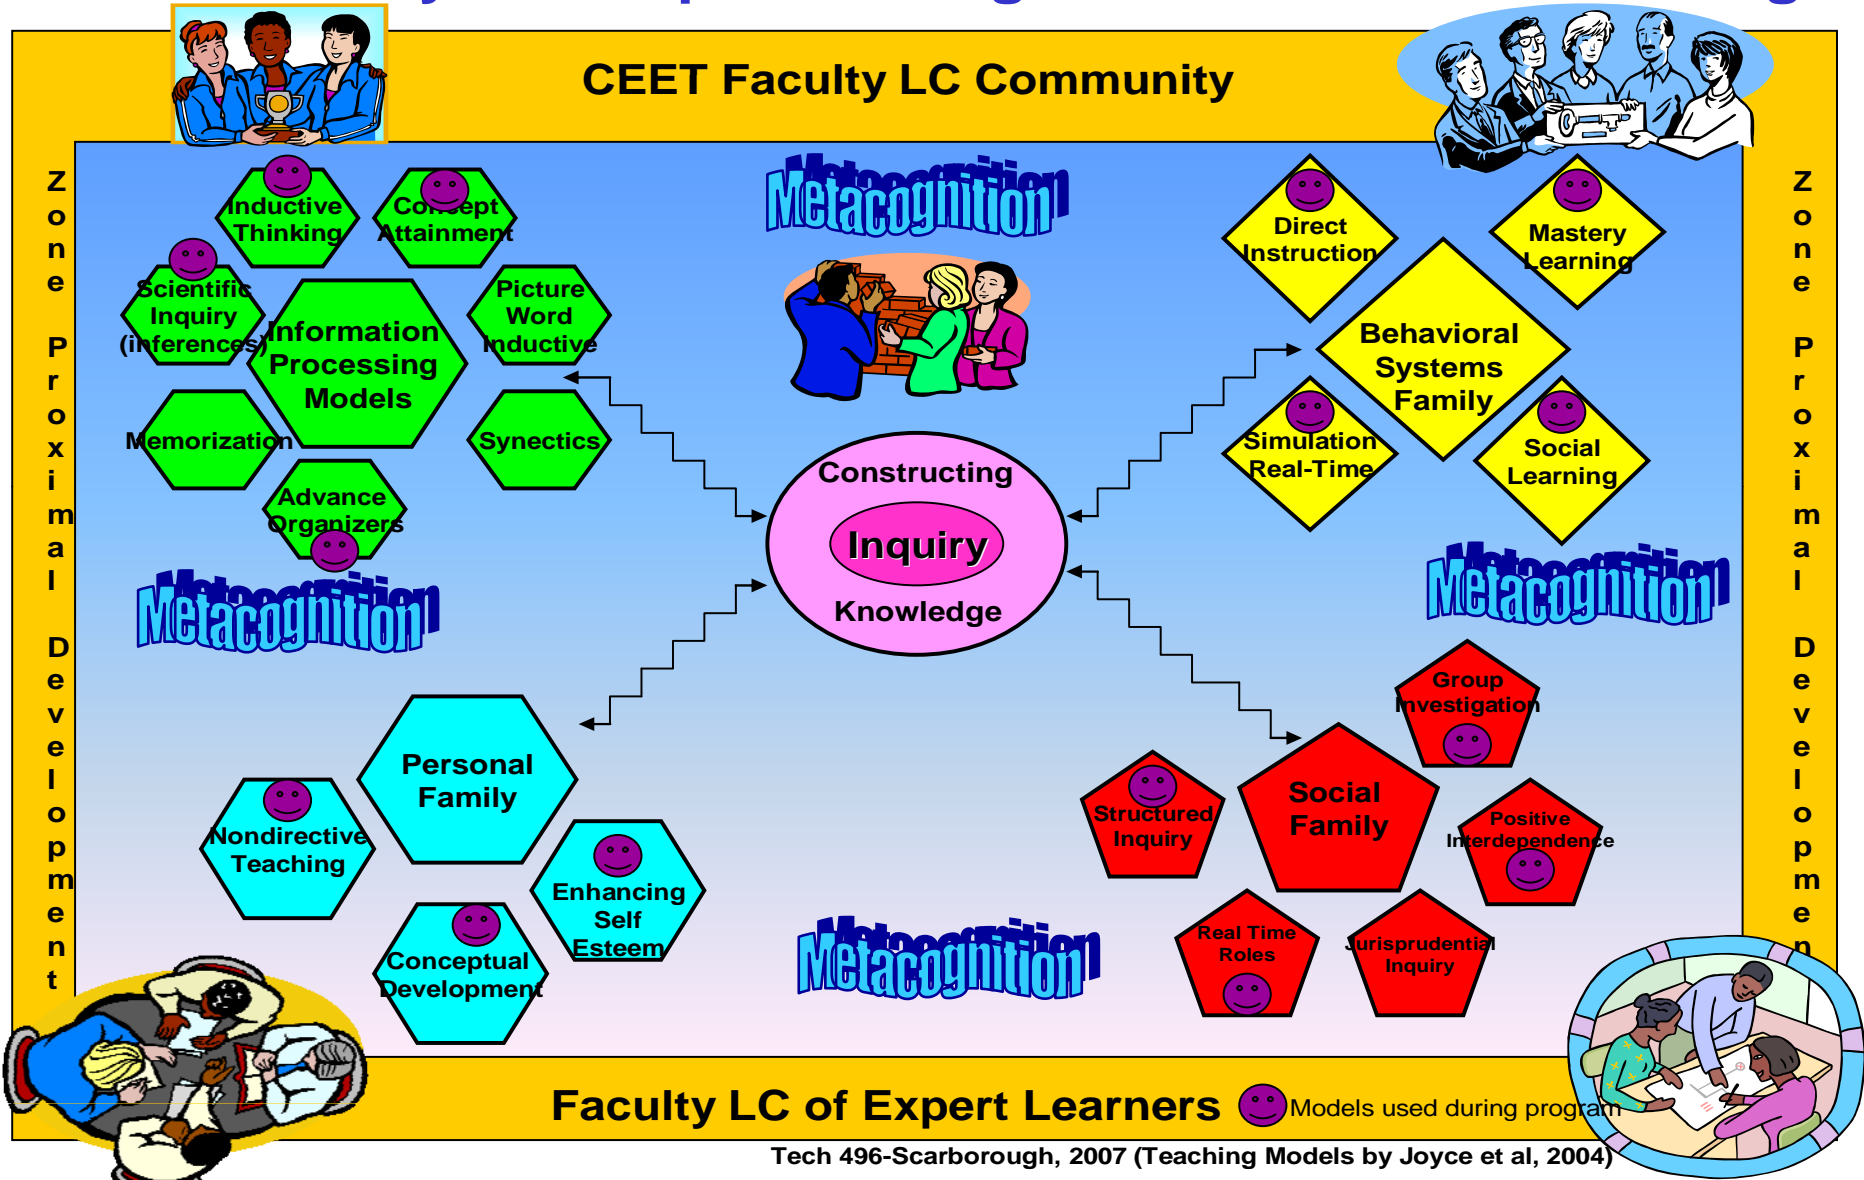 CEET Faculty LC Community
Zone Proximal Development
Zone Proximal Developmen
Metacognition
Inductive
Thinking
Concept
Attainment
Scientific
Inquiry
(inferences)
Picture
Word
Inductive
Information
Processing
Models
Memorization
Synectics
Advance
Organizers
Metacognition
Direct
Instruction
Mastery
Learning
Behavioral
Systems
Family
Simulation
Real-Time
Social
Learning
Metacognition
Constructing
Inquiry
Knowledge
Personal
Family
Nondirective
Teaching
Enhancing
Self
Esteem
Conceptual
Development
Metacognition
Group
Investigation
Social
Family
Structured
Inquiry
Positive
Interdependence
Real Time
Roles
Jurisprudential
Inquiry
Faculty LC of Expert Learners
Models used during program
Tech 496-Scarborough, 2007 (Teaching Models by Joyce et al, 2004)